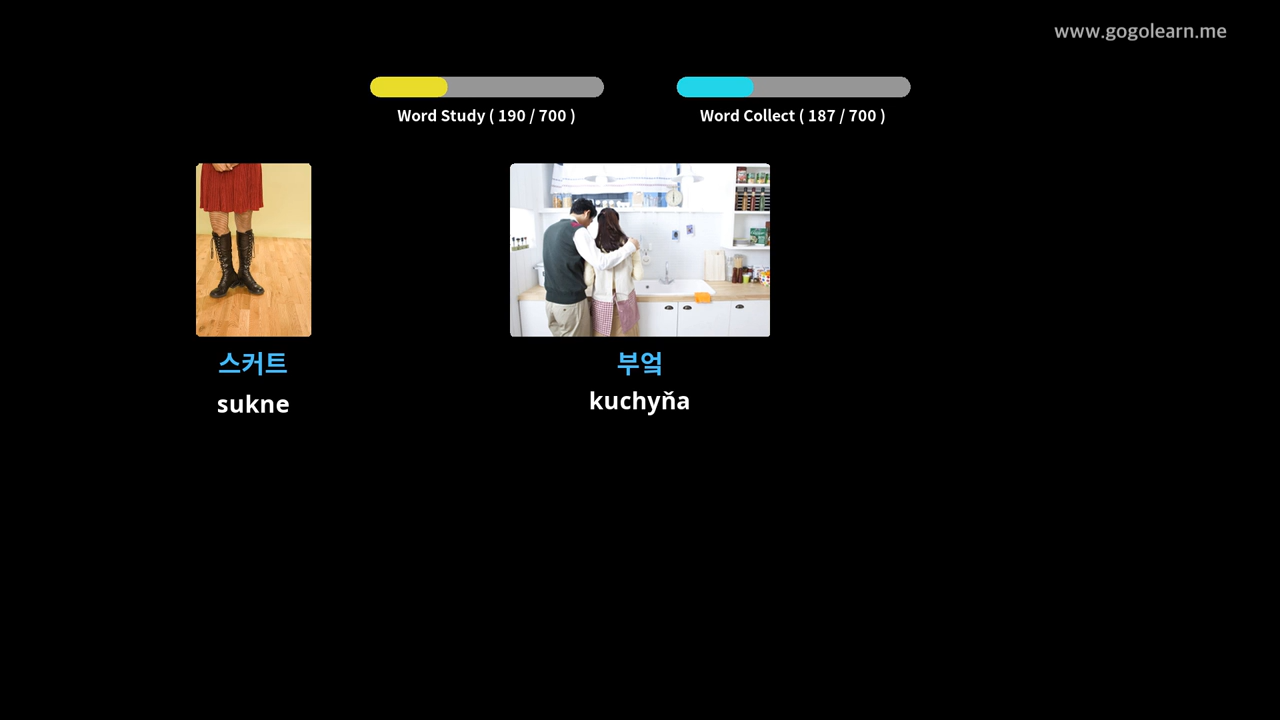 www.gogolearn.me
Word Study ( 190 / 700 )
Word Collect ( 187 / 700 )
스커트
sukne
부엌
kuchyňa